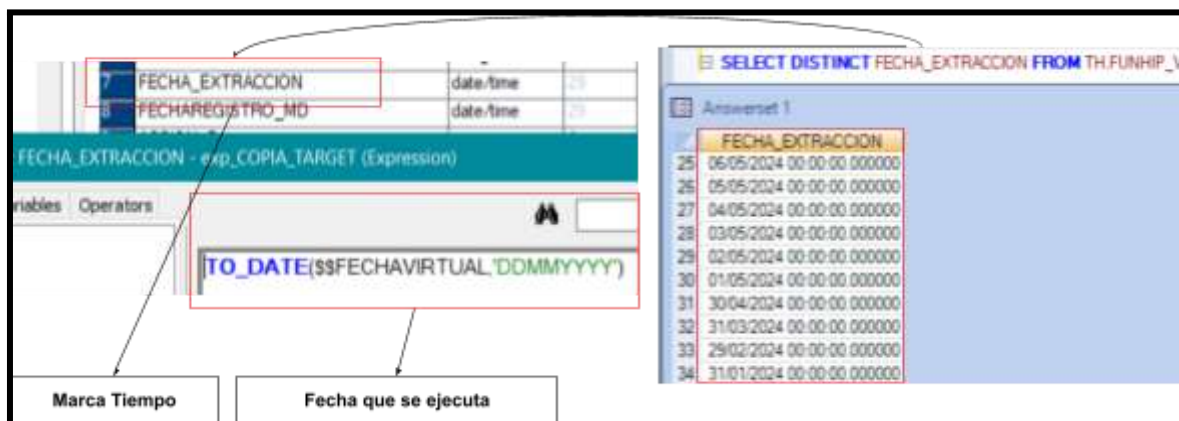 7 FECHA_EXTRACCION date/time 29
8 FECHAREGISTRO_MD date/time 29
FECHA_EXTRACCION - exp_COPIA_TARGET (Expression)
riables Operators
TO_DATE($$FECHAVIRTUAL,'DDMMYYYY')
Marca Tiempo
Fecha que se ejecuta
SELECT DISTINCT FECHA_EXTRACCION FROM TH.FUNHIP_V
Answerset 1
FECHA_EXTRACCION
25 06/05/2024 00:00:00.000000
26 05/05/2024 00:00:00.000000
27 04/05/2024 00:00:00.000000
28 03/05/2024 00:00:00.000000
29 02/05/2024 00:00:00.000000
30 01/05/2024 00:00:00.000000
31 30/04/2024 00:00:00.000000
32 31/03/2024 00:00:00.000000
33 29/02/2024 00:00:00.000000
34 31/01/2024 00:00:00.000000